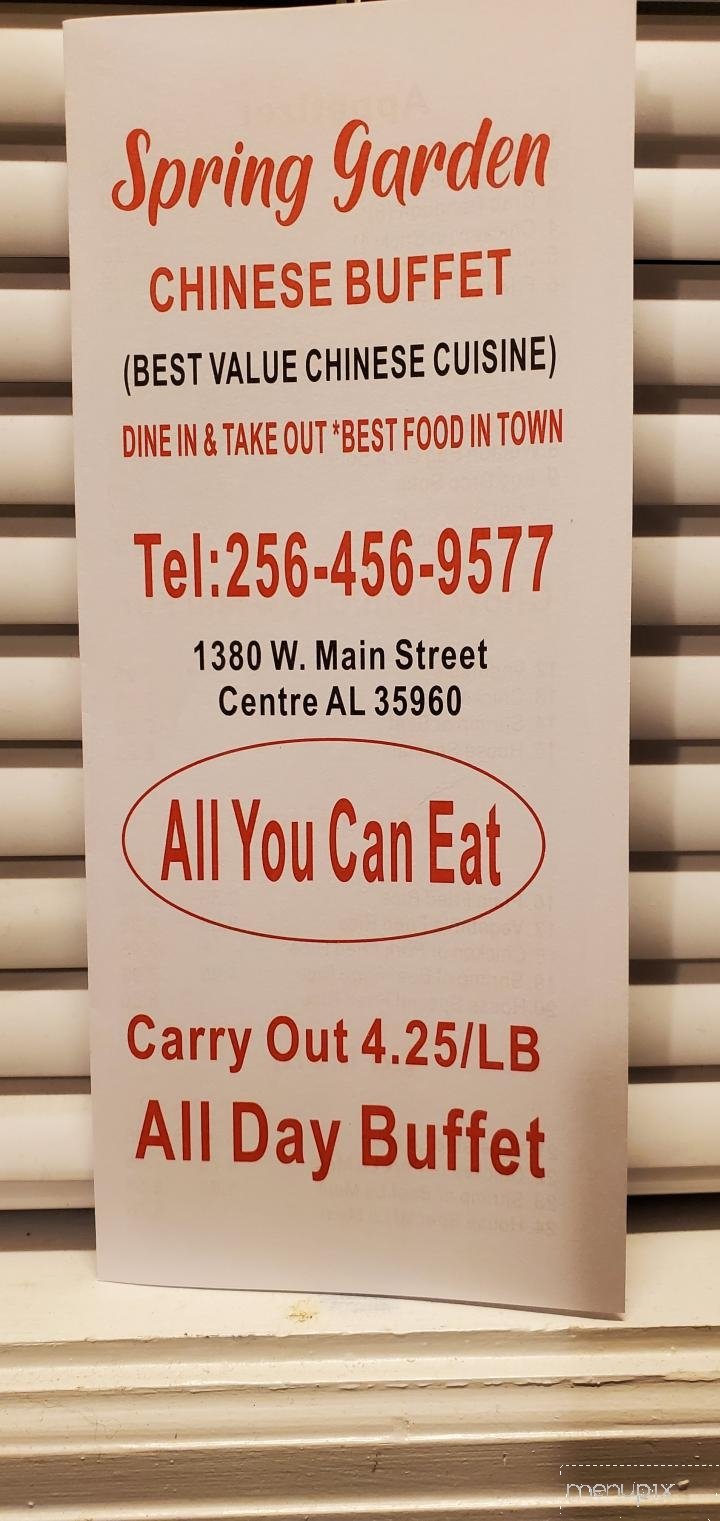 Spring Garden
CHINESE BUFFET
(BEST VALUE CHINESE CUISINE)
DINE IN & TAKE OUT *BEST FOOD IN TOWN
Tel:256-456-9577
1380 W. Main Street
Centre AL 35960
All You Can Eat
Carry Out 4.25/LB
All Day Buffet
menupix